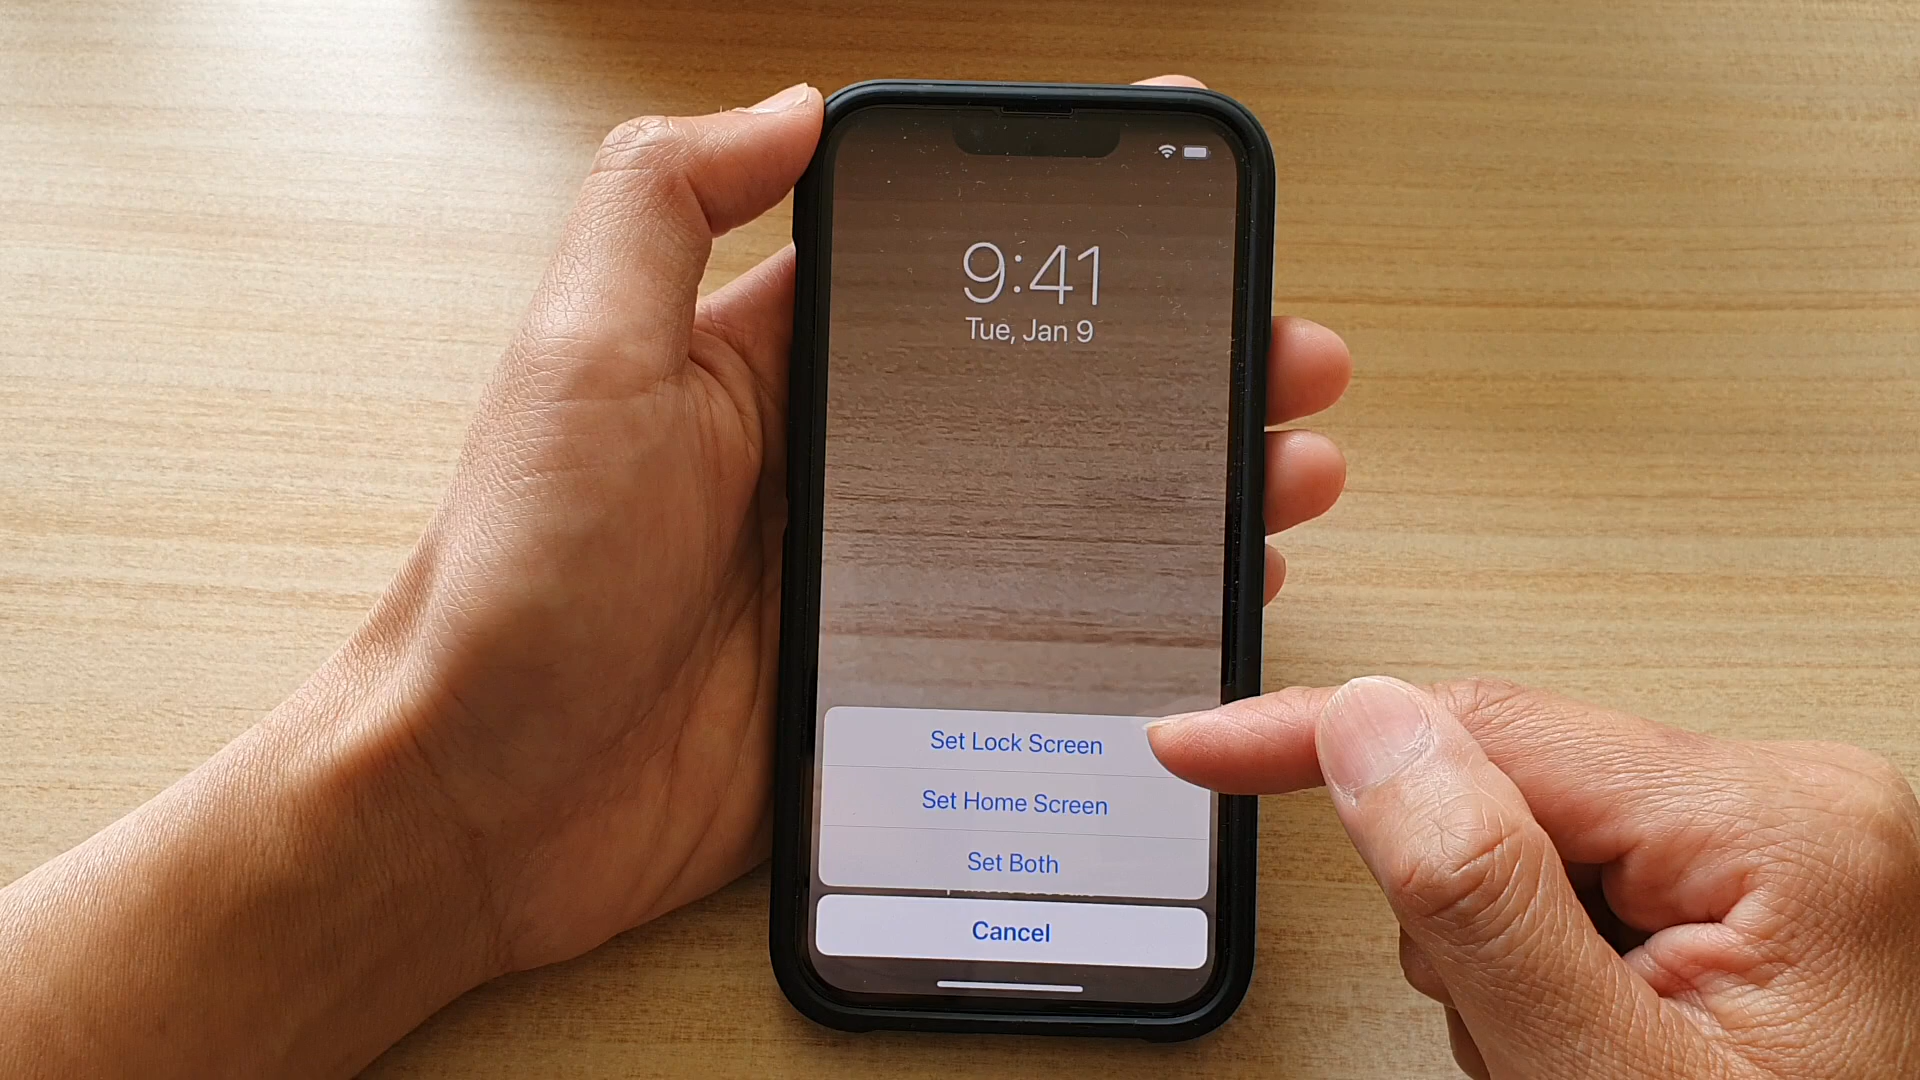 9:41
Tue, Jan 9
Set Lock Screen
Set Home Screen
Set Both
Cancel